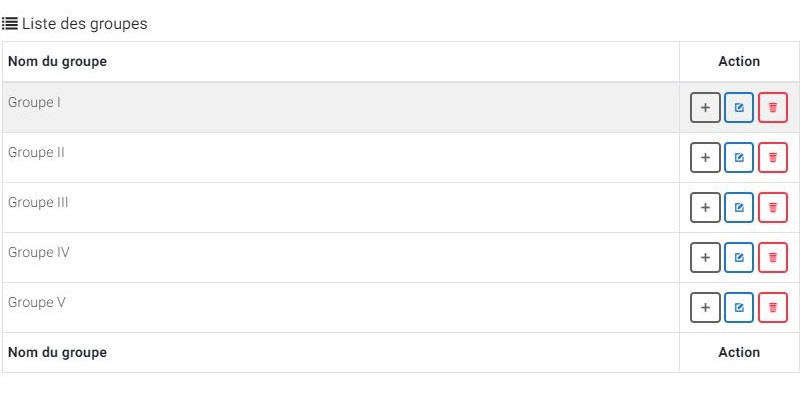 Liste des groupes
Nom du groupe Action
Groupe I
Groupe II
Groupe III
Groupe IV
Groupe V
Nom du groupe Action